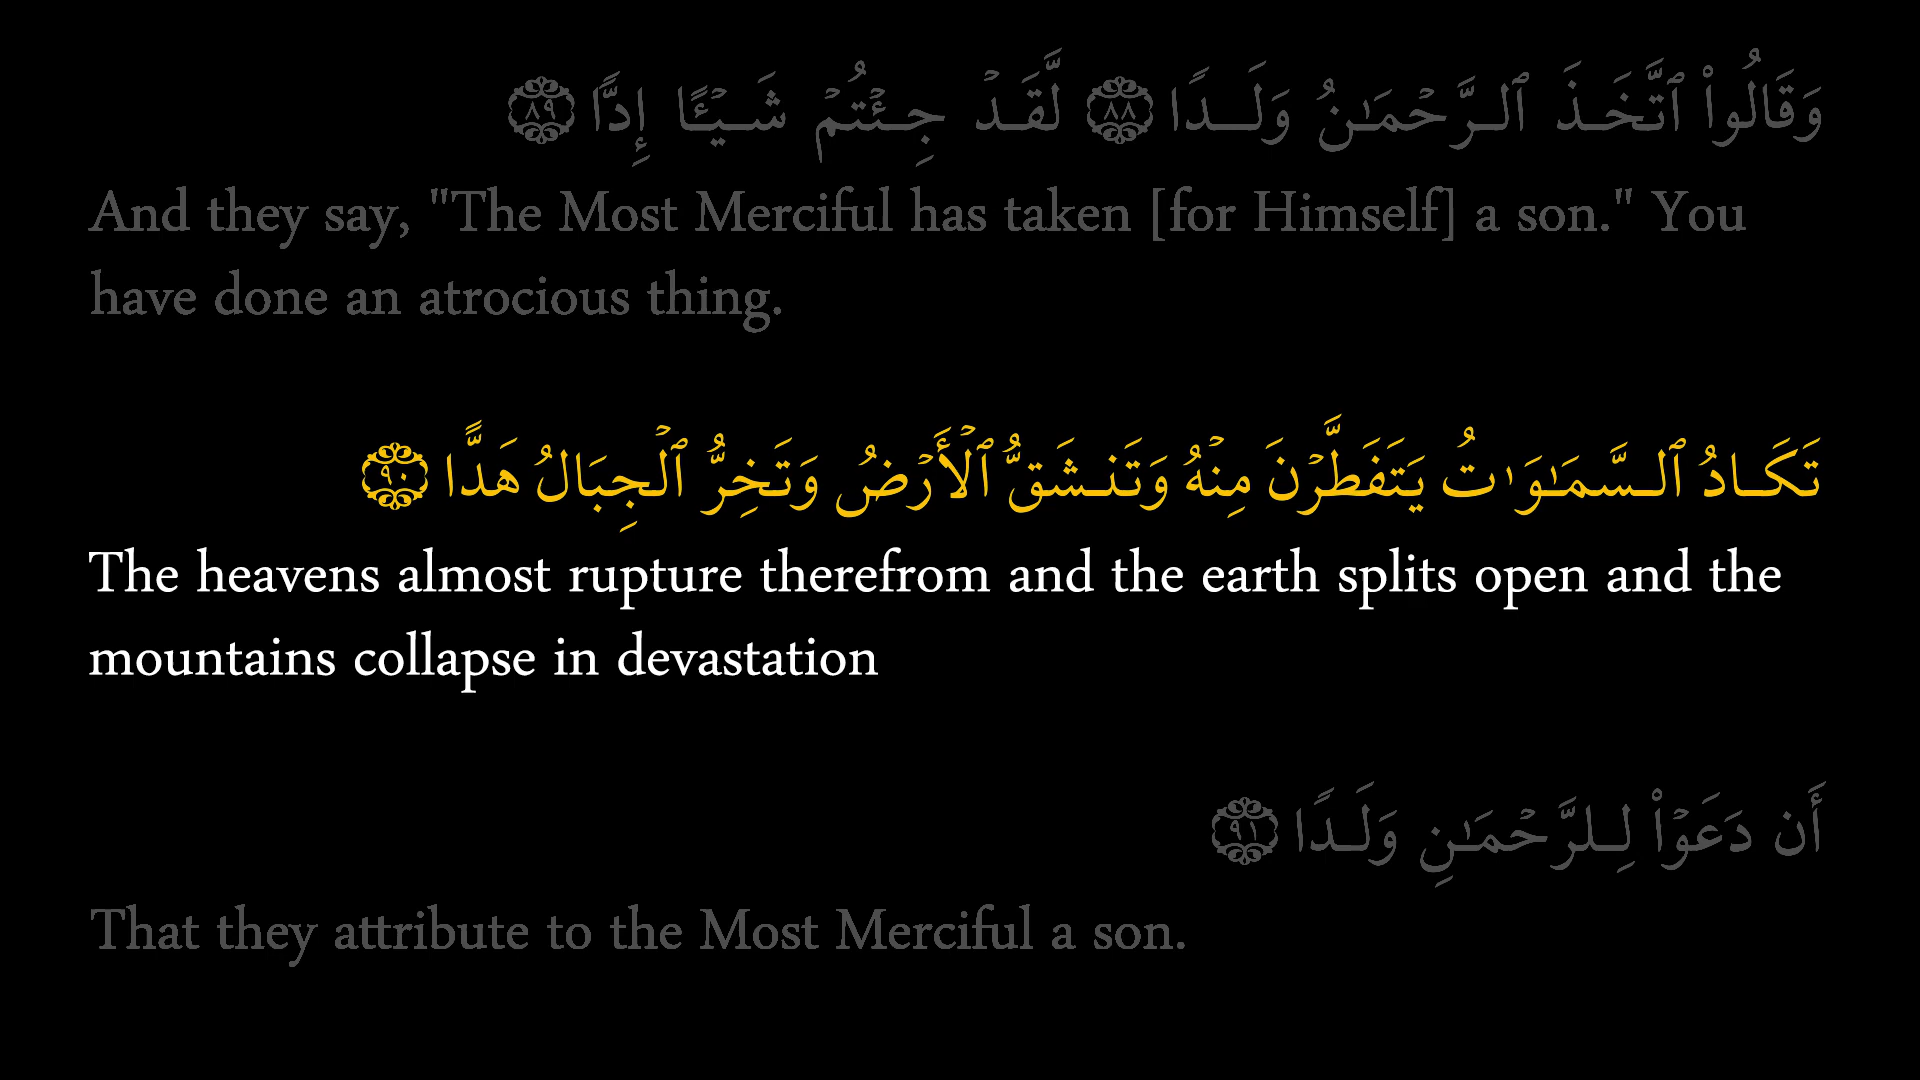 وَقَالُوا۟ ٱتَّخَذَ ٱلرَّحْمَـٰنُ وَلَدًا ٨٨ لَّقَدْ جِئْتُمْ شَيْـًٔا إِدًّا ٨٩
And they say, "The Most Merciful has taken [for Himself] a son." You
have done an atrocious thing.
تَكَادُ ٱلسَّمَـٰوَٰتُ يَتَفَطَّرْنَ مِنْهُ وَتَنشَقُّ ٱلْأَرْضُ وَتَخِرُّ ٱلْجِبَالُ هَدًّا ٩٠
The heavens almost rupture therefrom and the earth splits open and the
mountains collapse in devastation
أَن دَعَوْا۟ لِلرَّحْمَـٰنِ وَلَدًا ٩١
That they attribute to the Most Merciful a son.